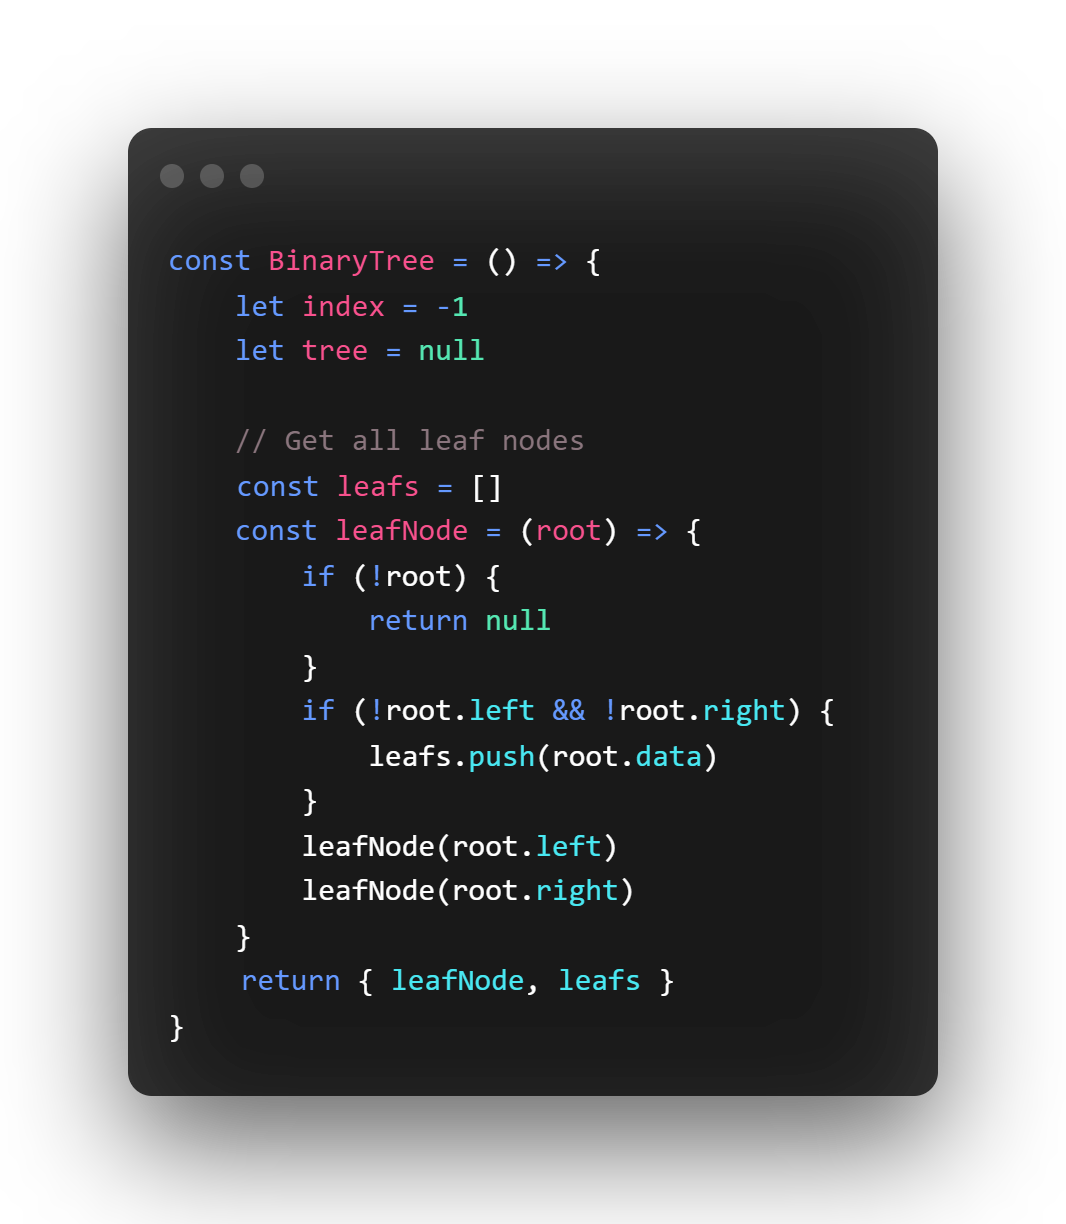 const BinaryTree = () => {
    let index = -1
    let tree = null

    // Get all leaf nodes
    const leafs = []
    const leafNode = (root) => {
        if (!root) {
            return null
        }
        if (!root.left && !root.right) {
            leafs.push(root.data)
        }
        leafNode(root.left)
        leafNode(root.right)
    }
    return { leafNode, leafs }
}